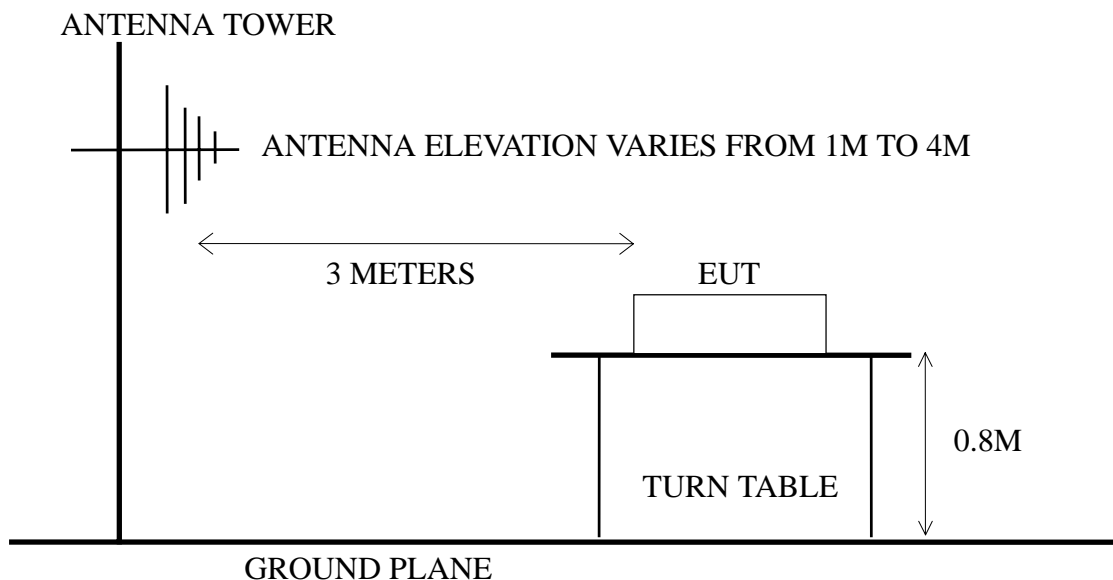 ANTENNA TOWER
ANTENNA ELEVATION VARIES FROM 1M TO 4M
3 METERS
EUT
0.8M
TURN TABLE
GROUND PLANE